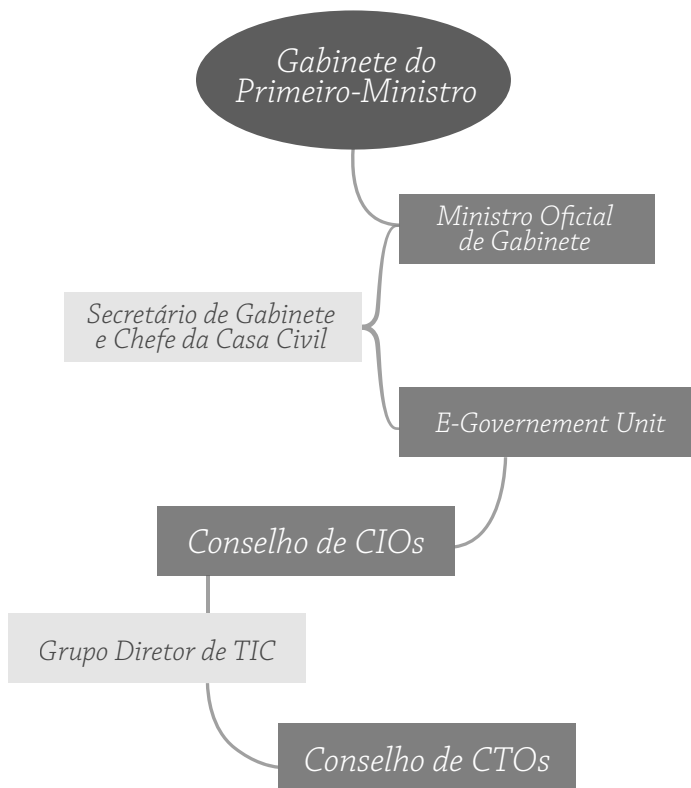 Gabinete do
Primeiro-Ministro
Ministro Oficial
de Gabinete
Secretário de Gabinete
e Chefe da Casa Civil
E-Governement Unit
Conselho de CIOs
Grupo Diretor de TIC
Conselho de CTOs